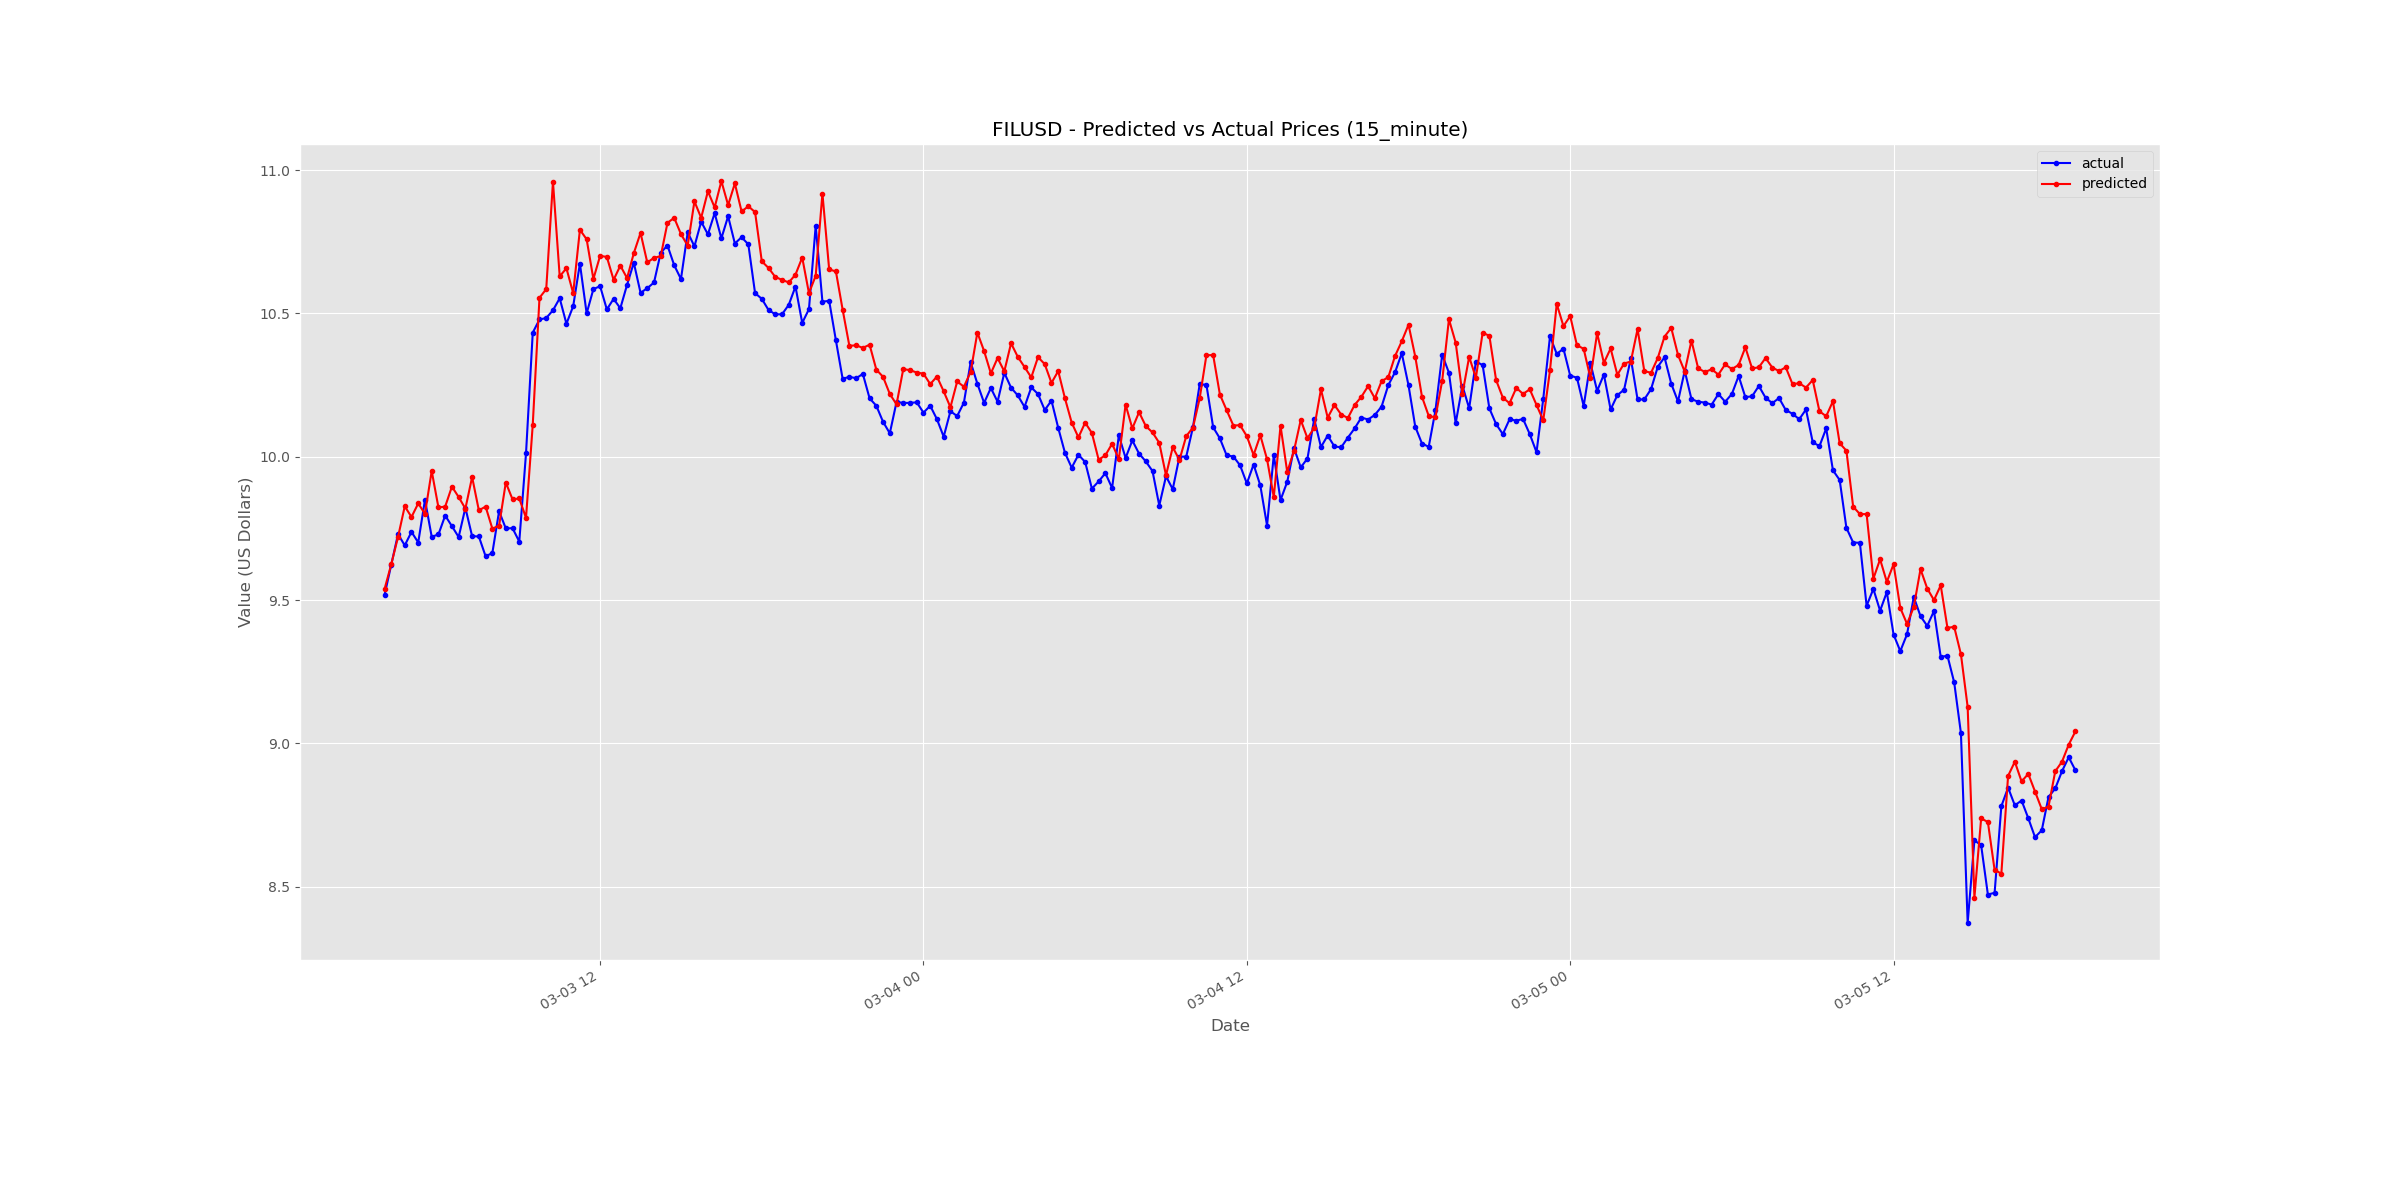 FILUSD - Predicted vs Actual Prices (15_minute)
actual
predicted
11.0
10.5
10.0
9.5
9.0
8.5
Value (US Dollars)
03-03 12
03-04 00
03-04 12
03-05 00
03-05 12
Date